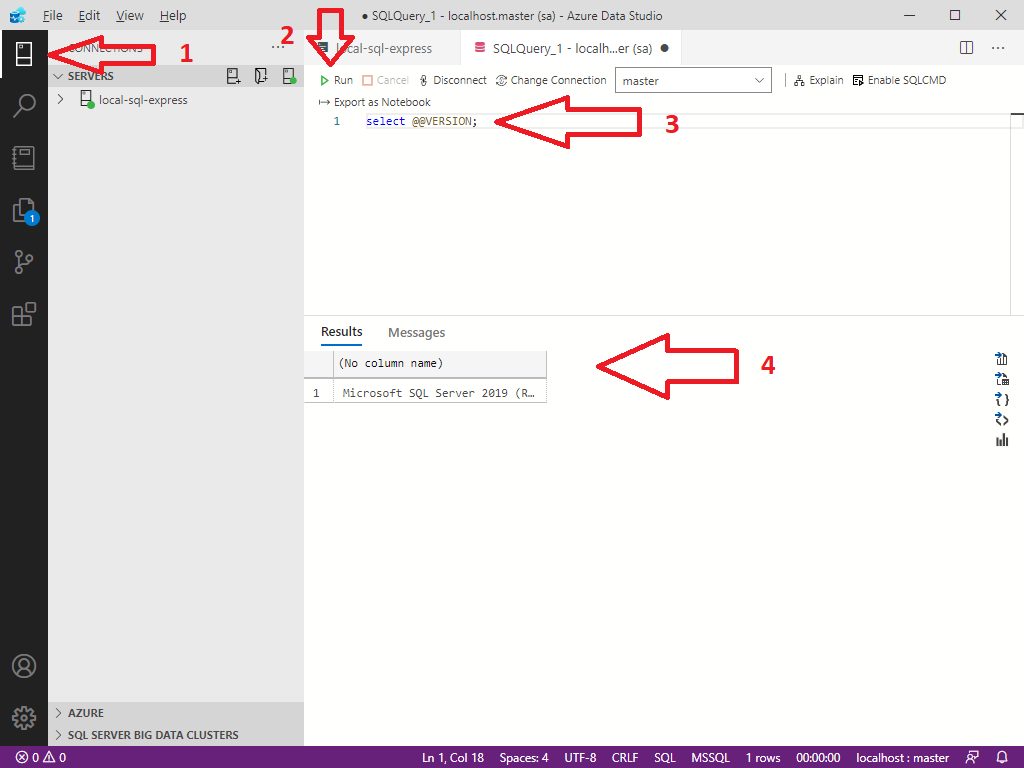 File Edit View Help ● SQLQuery_1 - localhost.master (sa) - Azure Data Studio
1
2
CONNECTIONS
local-sql-express SQLQuery_1 - localh...er (sa) ●
SERVERS
local-sql-express
Run Cancel Disconnect Change Connection master Explain Enable SQLCMD
Export as Notebook
1 select @@VERSION;
3
Results Messages
(No column name)
1 Microsoft SQL Server 2019 (R…
4
1
AZURE
SQL SERVER BIG DATA CLUSTERS
0 0 Ln 1, Col 18 Spaces: 4 UTF-8 CRLF SQL MSSQL 1 rows 00:00:00 localhost : master